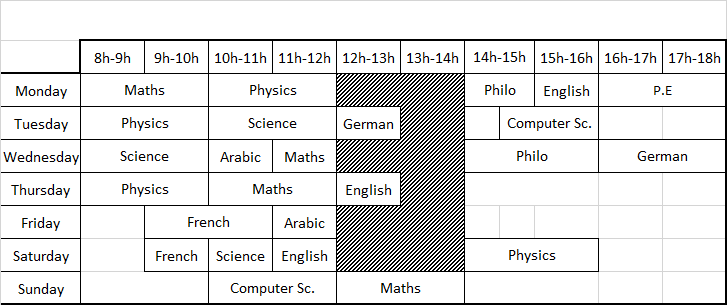 8h-9h 9h-10h 10h-11h 11h-12h 12h-13h 13h-14h 14h-15h 15h-16h 16h-17h 17h-18h
Monday Maths Physics Philo English P.E
Tuesday Physics Science German Computer Sc.
Wednesday Science Arabic Maths Philo German
Thursday Physics Maths English
Friday French Arabic
Saturday French Science English Physics
Sunday Computer Sc. Maths